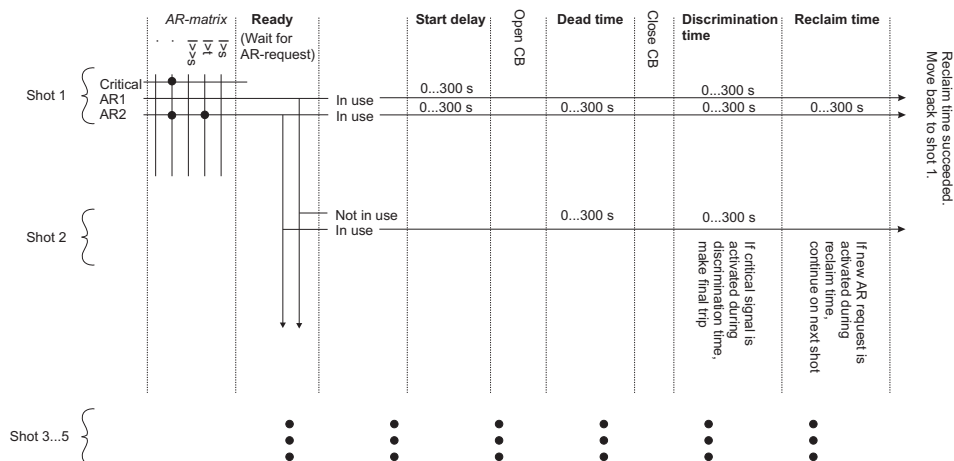 AR-matrix
Ready
Start delay
Open CB
Dead time
Close CB
Discrimination
time
Reclaim time
(Wait for
AR-request)
. . I>>s I>t I>s
Shot 1
Critical
AR1
AR2
In use
0...300 s
0...300 s
In use
0...300 s
0...300 s
0...300 s
0...300 s
Reclaim time succeeded.
Move back to shot 1.
Shot 2
Not in use
In use
0...300 s
0...300 s
If critical signal is
activated during
discrimination time,
make final trip
If new AR request is
activated during
reclaim time,
continue on next shot
Shot 3...5